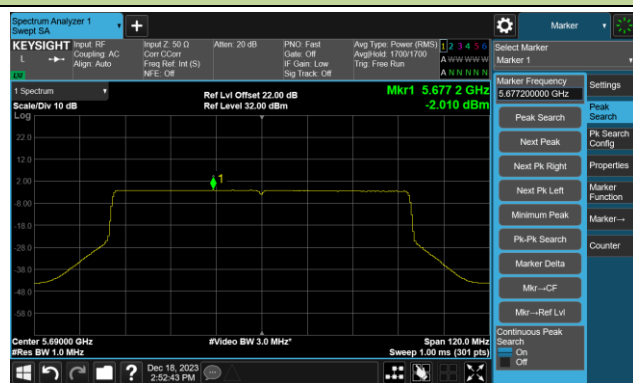 Spectrum Analyzer 1
Swept SA
+
Marker
KEYSIGHT
L
LXI
Input: RF
Coupling: AC
Align: Auto
Input Z: 50 Ω
Corr CCorr
Freq Ref: Int (S)
NFE: Off
Atten: 20 dB
PNO: Fast
Gate: Off
IF Gain: Low
Sig Track: Off
Avg Type: Power (RMS)
Avg|Hold: 1700/1700
Trig: Free Run
1 2 3 4 5 6
A W W W W W
A N N N N N
Select Marker
Marker 1
1 Spectrum
Scale/Div 10 dB
Ref Lvl Offset 22.00 dB
Ref Level 32.00 dBm
Mkr1 5.677 2 GHz
-2.010 dBm
Log
22.0
12.0
2.00
-8.00
-18.0
-28.0
-38.0
-48.0
-58.0
1
Center 5.69000 GHz
#Res BW 1.0 MHz
#Video BW 3.0 MHz*
Span 120.0 MHz
Sweep 1.00 ms (301 pts)
Marker Frequency
5.677200000 GHz
Peak Search
Next Peak
Next Pk Right
Next Pk Left
Minimum Peak
Pk-Pk Search
Marker Delta
Mkr→CF
Mkr→Ref Lvl
Continuous Peak
Search
On
Off
Settings
Peak
Search
Pk Search
Config
Properties
Marker
Function
Marker→
Counter
?
Dec 18, 2023
2:52:43 PM